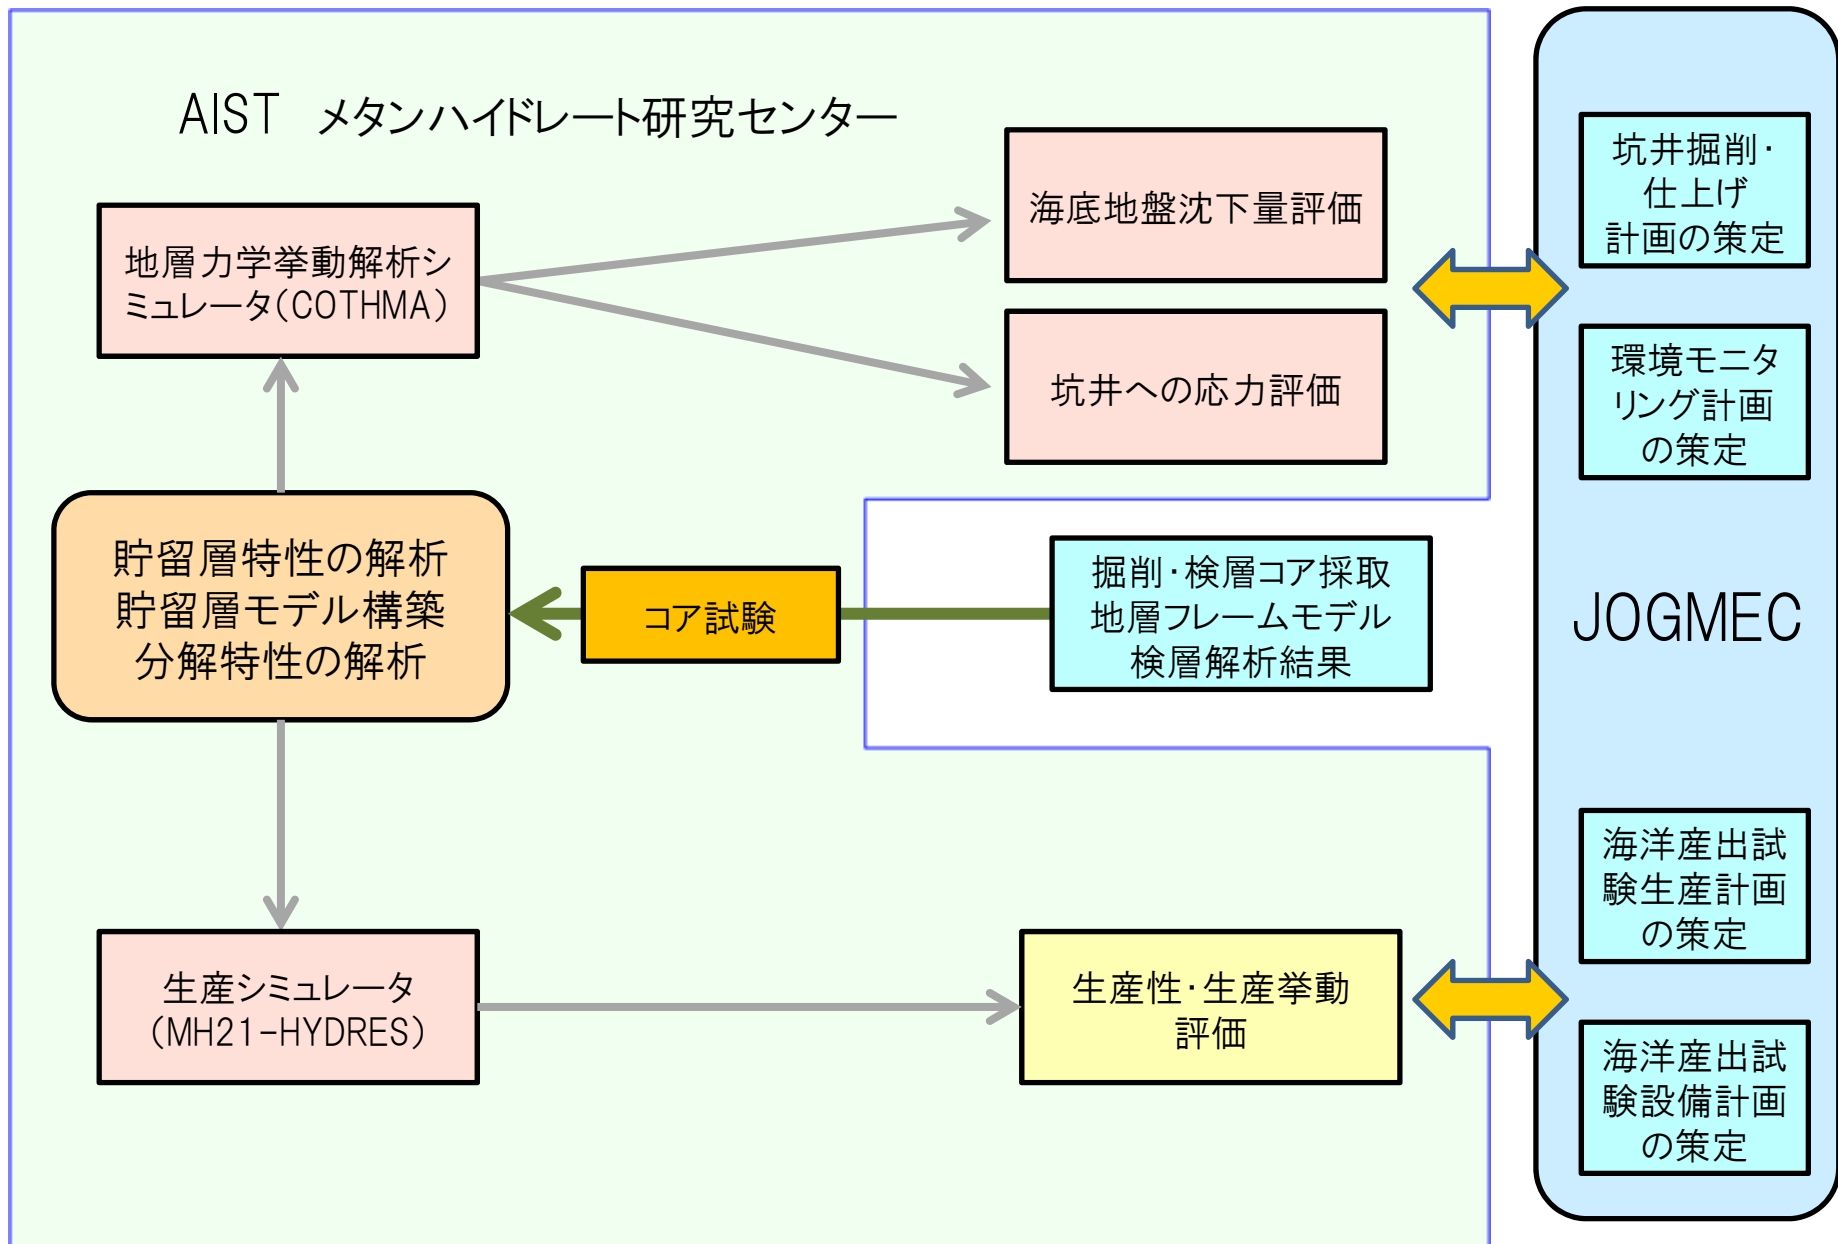 AIST　メタンハイドレート研究センター
地層力学挙動解析シ
ミュレータ(COTHMA)
海底地盤沈下量評価
坑井への応力評価
坑井掘削・
仕上げ
計画の策定
環境モニタ
リング計画
の策定
貯留層特性の解析
貯留層モデル構築
分解特性の解析
コア試験
掘削・検層コア採取
地層フレームモデル
検層解析結果
JOGMEC
生産シミュレータ
(MH21-HYDRES)
生産性・生産挙動
評価
海洋産出試
験生産計画
の策定
海洋産出試
験設備計画
の策定